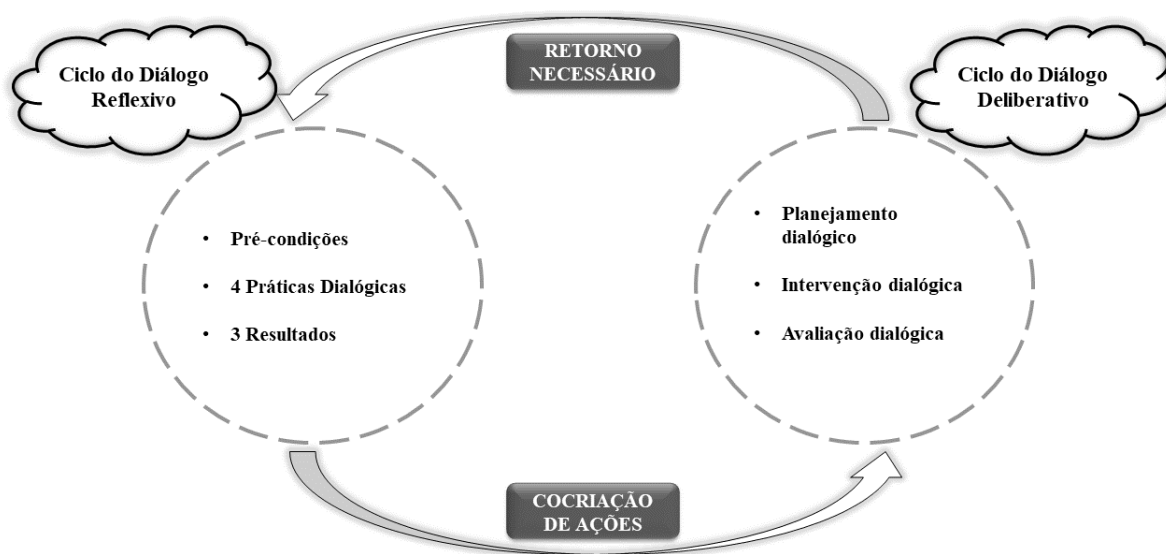 RETORNO
NECESSÁRIO
Ciclo do Diálogo
Reflexivo
Ciclo do Diálogo
Deliberativo
• Pré-condições
• 4 Práticas Dialógicas
• 3 Resultados
• Planejamento
dialógico
• Intervenção dialógica
• Avaliação dialógica
COCRIAÇÃO
DE AÇÕES